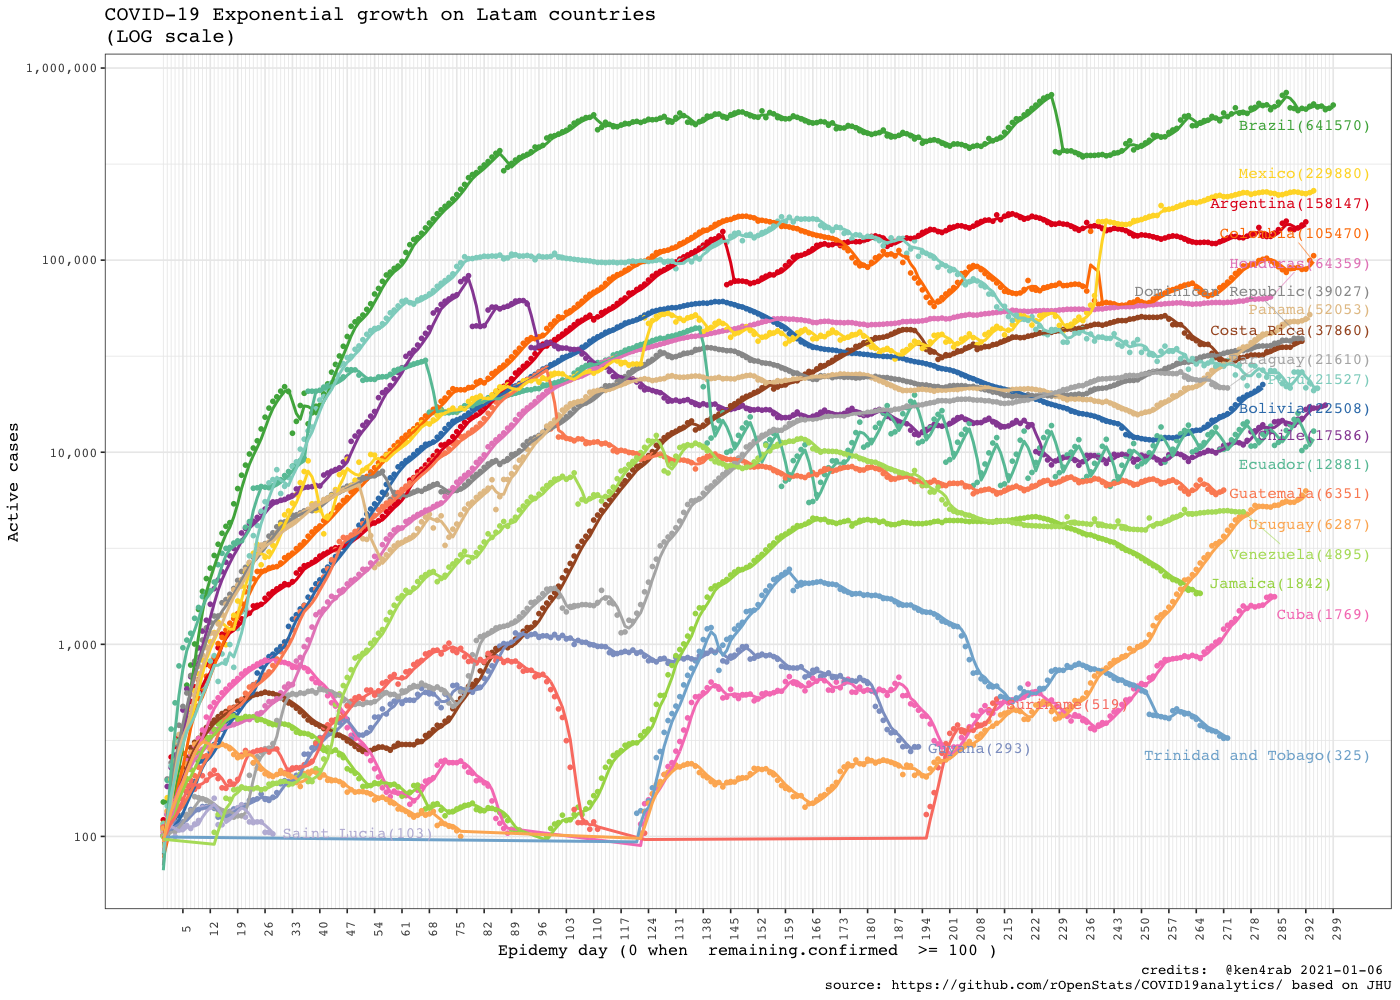 COVID-19 Exponential growth on Latam countries
(LOG scale)
1,000,000
100,000
10,000
1,000
100
Active cases
Brazil(641570)
Mexico(229880)
Argentina(158147)
Colombia(105470)
Honduras(64359)
Dominican Republic(39027)
Panama(52053)
Costa Rica(37860)
Paraguay(21610)
Peru(21527)
Bolivia(22508)
Chile(17586)
Ecuador(12881)
Guatemala(6351)
Uruguay(6287)
Venezuela(4895)
Jamaica(1842)
Cuba(1769)
Suriname(519)
Guyana(293)
Trinidad and Tobago(325)
Saint Lucia(103)
5 12 19 26 33 40 47 54 61 68 75 82 89 96 103 110 117 124 131 138 145 152 159 166 173 180 187 194 201 208 215 222 229 236 243 250 257 264 271 278 285 292 299
Epidemy day (0 when remaining.confirmed >= 100 )
credits: @ken4rab 2021-01-06
source: https://github.com/rOpenStats/COVID19analytics/ based on JHU